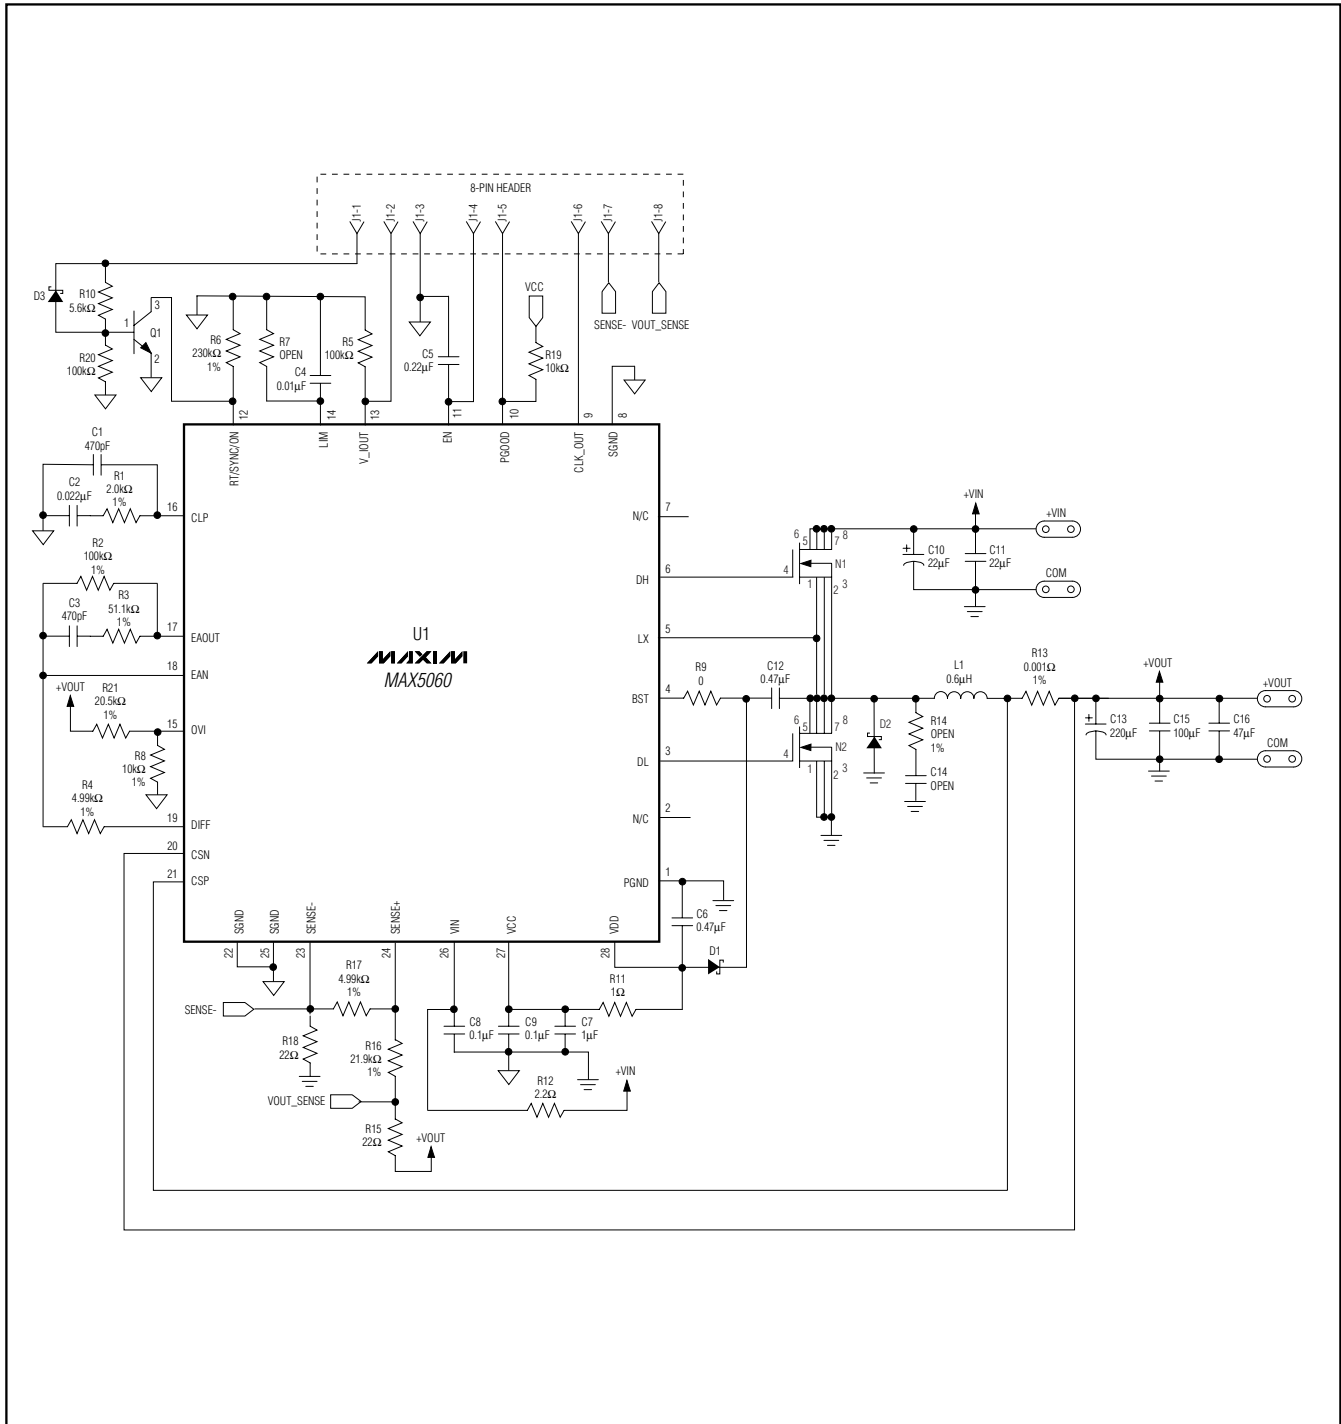 8-PIN HEADER
J1-1
J1-2
J1-3
J1-4
J1-5
J1-6
J1-7
J1-8
D3
R10
5.6kΩ
R20
100kΩ
1
3
2
Q1
R6
230kΩ
1%
R7
OPEN
C4
0.01μF
R5
100kΩ
C5
0.22μF
VCC
R19
10kΩ
SENSE-
VOUT_SENSE
12
14
13
11
10
9
8
RT/SYNC/ON
LIM
V_IOUT
EN
PGOOD
CLK_OUT
SGND
C1
470pF
C2
0.022μF
R1
2.0kΩ
1%
16
CLP
R2
100kΩ
1%
C3
470pF
R3
51.1kΩ
1%
17
EAOUT
18
EAN
+VOUT
R21
20.5kΩ
1%
15
OVI
R8
10kΩ
1%
R4
4.99kΩ
1%
19
DIFF
20
CSN
21
CSP
U1
MAXIM
MAX5060
7
N/C
6
DH
5
LX
4
BST
3
DL
2
N/C
1
PGND
6
5
4
7
8
N1
1
2
3
+VIN
C10
22μF
C11
22μF
+VIN
COM
R9
0
C12
0.47μF
6
5
4
7
8
N2
1
2
3
D2
R14
OPEN
1%
C14
OPEN
L1
0.6μH
R13
0.001Ω
1%
+VOUT
C13
220μF
C15
100μF
C16
47μF
+VOUT
COM
C6
0.47μF
D1
SGND
SGND
SENSE-
SENSE+
VIN
VCC
VDD
22
25
23
24
26
27
28
SENSE-
R17
4.99kΩ
1%
R18
22Ω
R16
21.9kΩ
1%
VOUT_SENSE
R15
22Ω
+VOUT
C8
0.1μF
C9
0.1μF
C7
1μF
R11
1Ω
R12
2.2Ω
+VIN